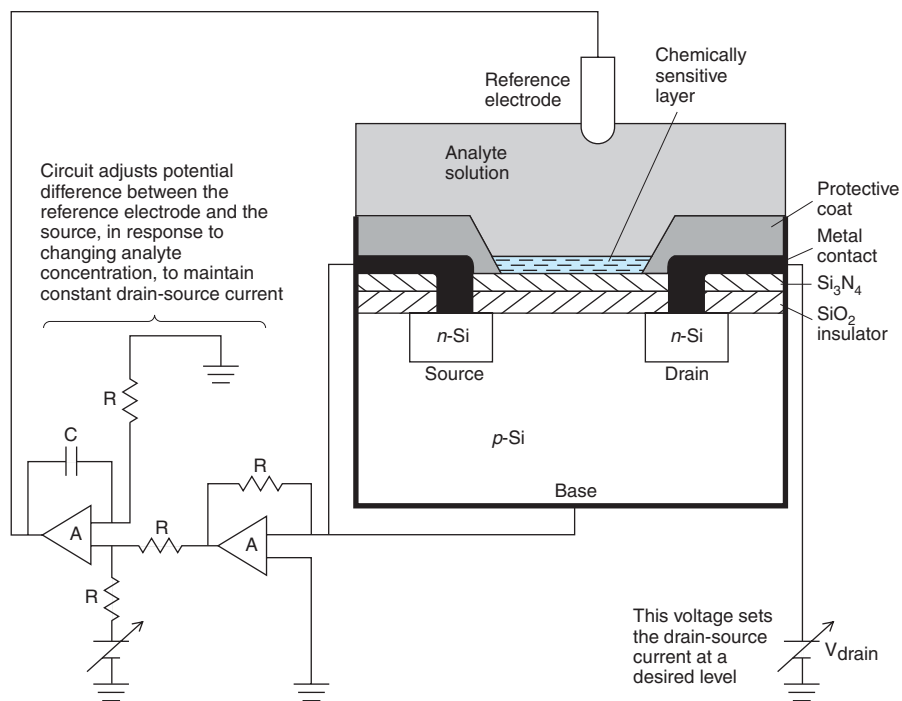 Reference
electrode
Chemically
sensitive
layer
Analyte
solution
Circuit adjusts potential
difference between the
reference electrode and the
source, in response to
changing analyte
concentration, to maintain
constant drain-source current
Protective
coat
Metal
contact
Si₃N₄
SiO₂
insulator
n-Si
n-Si
Source
Drain
R
C
p-Si
R
Base
A
R
A
R
This voltage sets
the drain-source
current at a
desired level
Vdrain